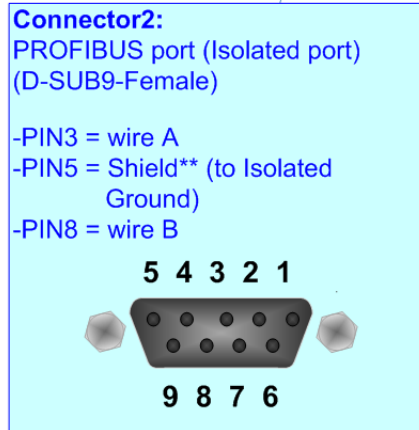 Connector2:
PROFIBUS port (Isolated port)
(D-SUB9-Female)
-PIN3 = wire A
-PIN5 = Shield** (to Isolated
Ground)
-PIN8 = wire B
5 4 3 2 1
9 8 7 6